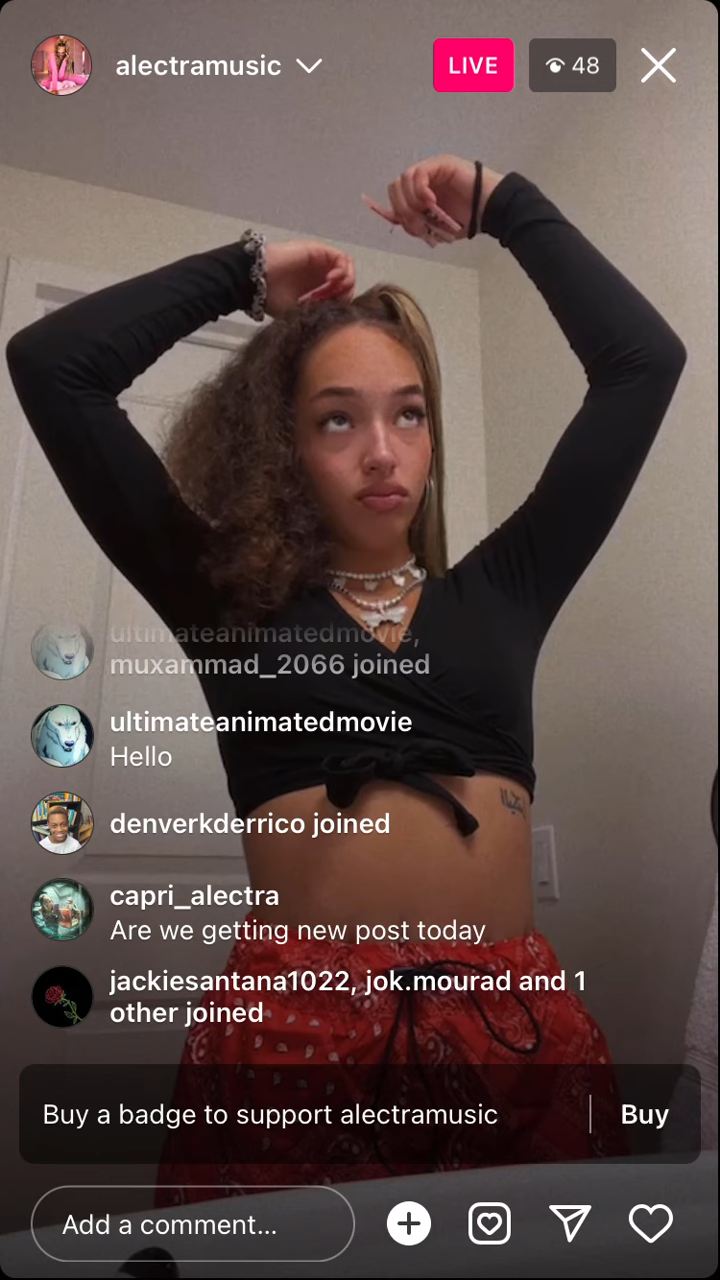 alectramusic
LIVE
48
ultimateanimatedmovie,
muxammad_2066 joined
ultimateanimatedmovie
Hello
denverkderrico joined
capri_alectra
Are we getting new post today
jackiesantana1022, jok.mourad and 1
other joined
Buy a badge to support alectramusic
Buy
Add a comment...